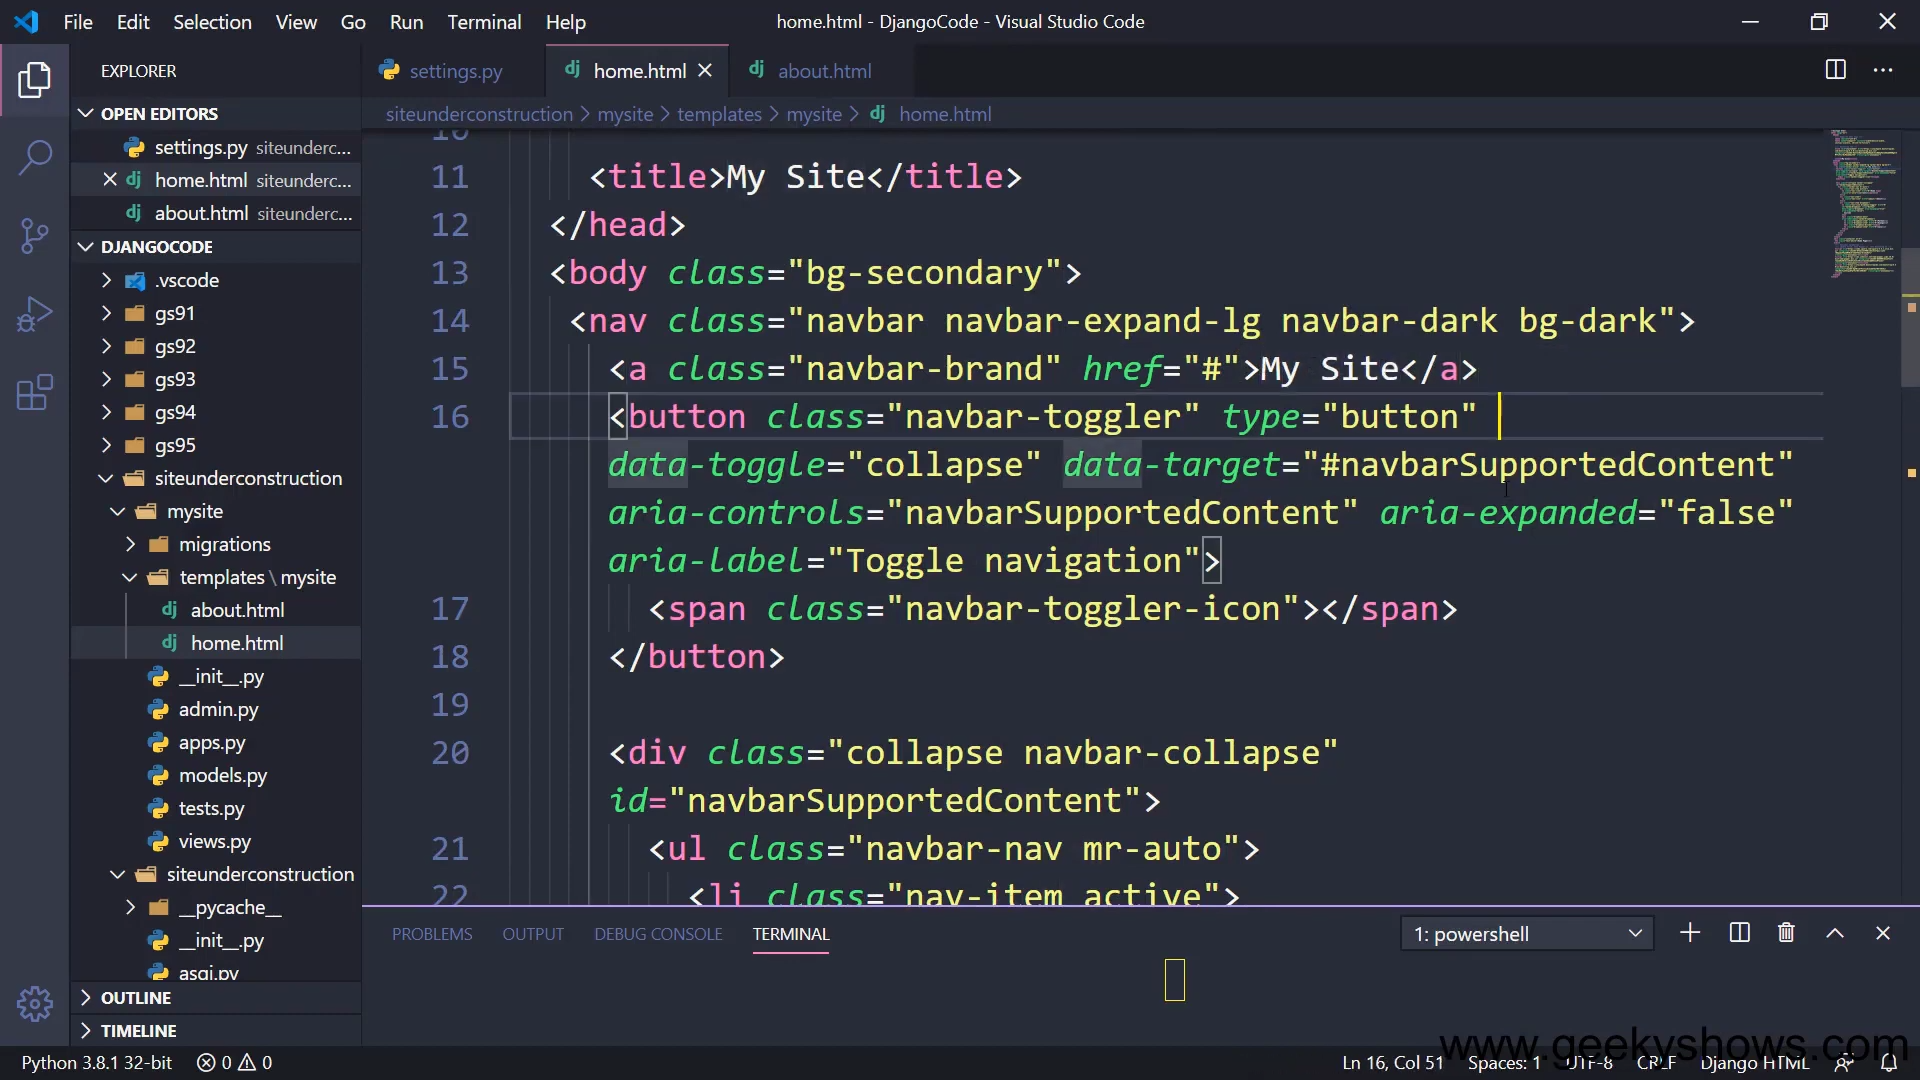 File Edit Selection View Go Run Terminal Help
home.html - DjangoCode - Visual Studio Code
EXPLORER
OPEN EDITORS
settings.py siteunderc...
home.html siteunderc...
about.html siteunderc...
DJANGOCODE
.vscode
gs91
gs92
gs93
gs94
gs95
siteunderconstruction
mysite
migrations
templates \ mysite
about.html
home.html
__init__.py
admin.py
apps.py
models.py
tests.py
views.py
siteunderconstruction
__pycache__
__init__.py
asgi.py
OUTLINE
TIMELINE
settings.py home.html about.html
siteunderconstruction > mysite > templates > mysite > home.html
10
11 <title>My Site</title>
12 </head>
13 <body class="bg-secondary">
14 <nav class="navbar navbar-expand-lg navbar-dark bg-dark">
15 <a class="navbar-brand" href="#">My Site</a>
16 <button class="navbar-toggler" type="button"
data-toggle="collapse" data-target="#navbarSupportedContent"
aria-controls="navbarSupportedContent" aria-expanded="false"
aria-label="Toggle navigation">
17 <span class="navbar-toggler-icon"></span>
18 </button>
19
20 <div class="collapse navbar-collapse"
id="navbarSupportedContent">
21 <ul class="navbar-nav mr-auto">
22 <li class="nav-item active">
PROBLEMS OUTPUT DEBUG CONSOLE TERMINAL
1: powershell
Python 3.8.1 32-bit 0 0
Ln 16, Col 51 Spaces: 1 UTF-8 CRLF Django HTML
www.geekyshows.com